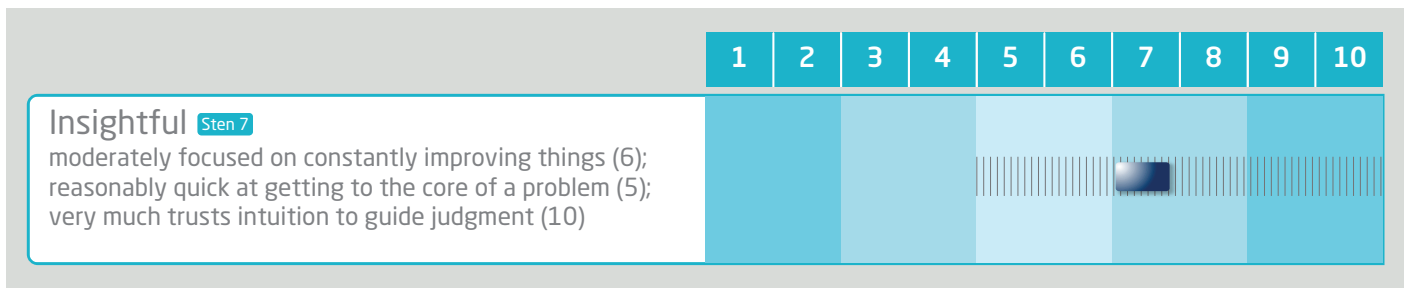 1 2 3 4 5 6 7 8 9 10
Insightful Sten 7
moderately focused on constantly improving things (6);
reasonably quick at getting to the core of a problem (5);
very much trusts intuition to guide judgment (10)